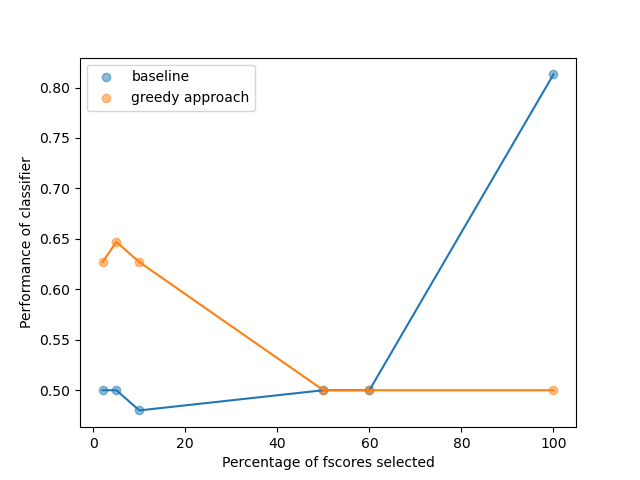 baseline
greedy approach
0.80
0.75
0.70
0.65
0.60
0.55
0.50
Performance of classifier
0 20 40 60 80 100
Percentage of fscores selected